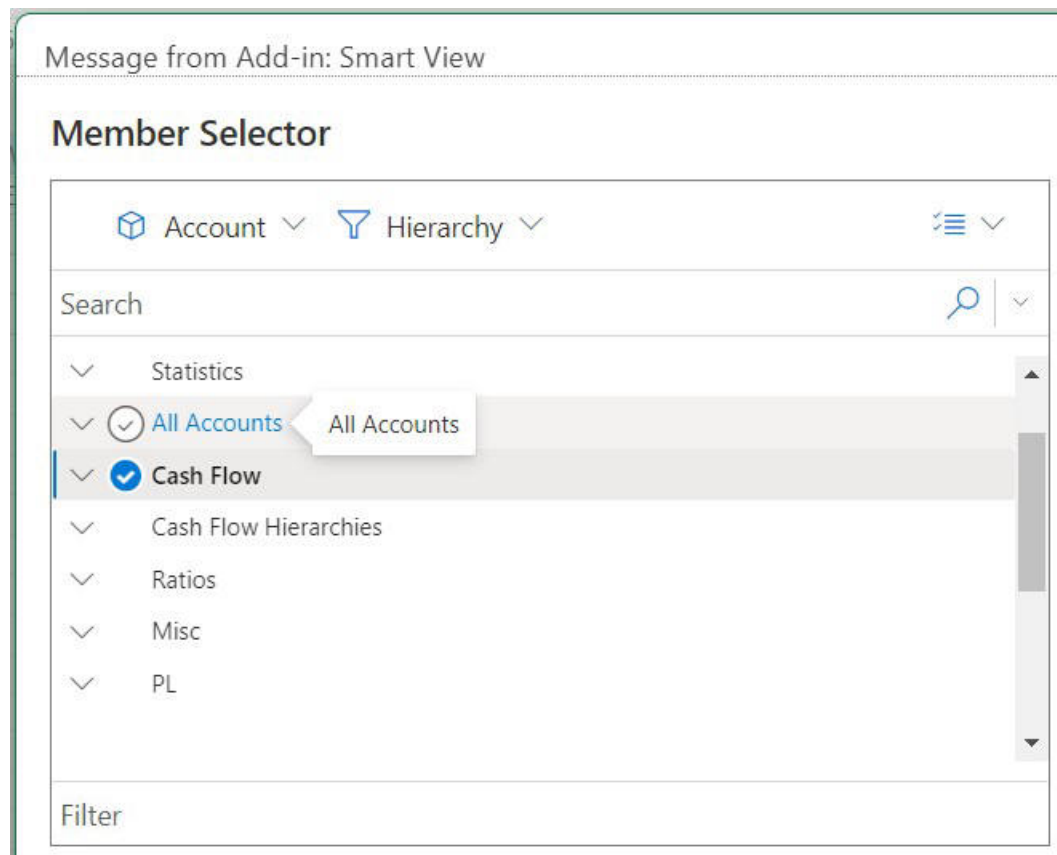 Message from Add-in: Smart View
Member Selector
Account Hierarchy
Search
Statistics
All Accounts All Accounts
Cash Flow
Cash Flow Hierarchies
Ratios
Misc
PL
Filter